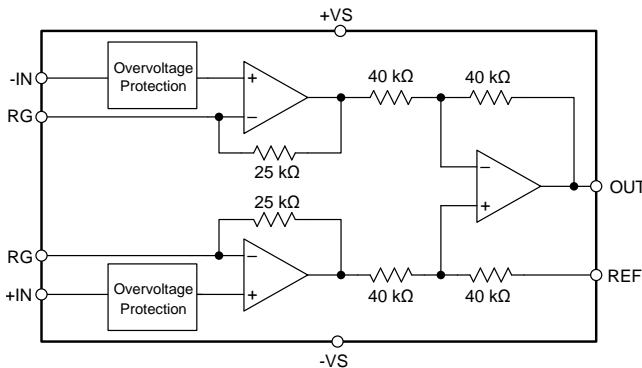 +VS
-IN
Overvoltage
Protection
+
−
40 kΩ
40 kΩ
RG
25 kΩ
−
+
OUT
25 kΩ
RG
−
+
+IN
Overvoltage
Protection
40 kΩ
40 kΩ
REF
-VS